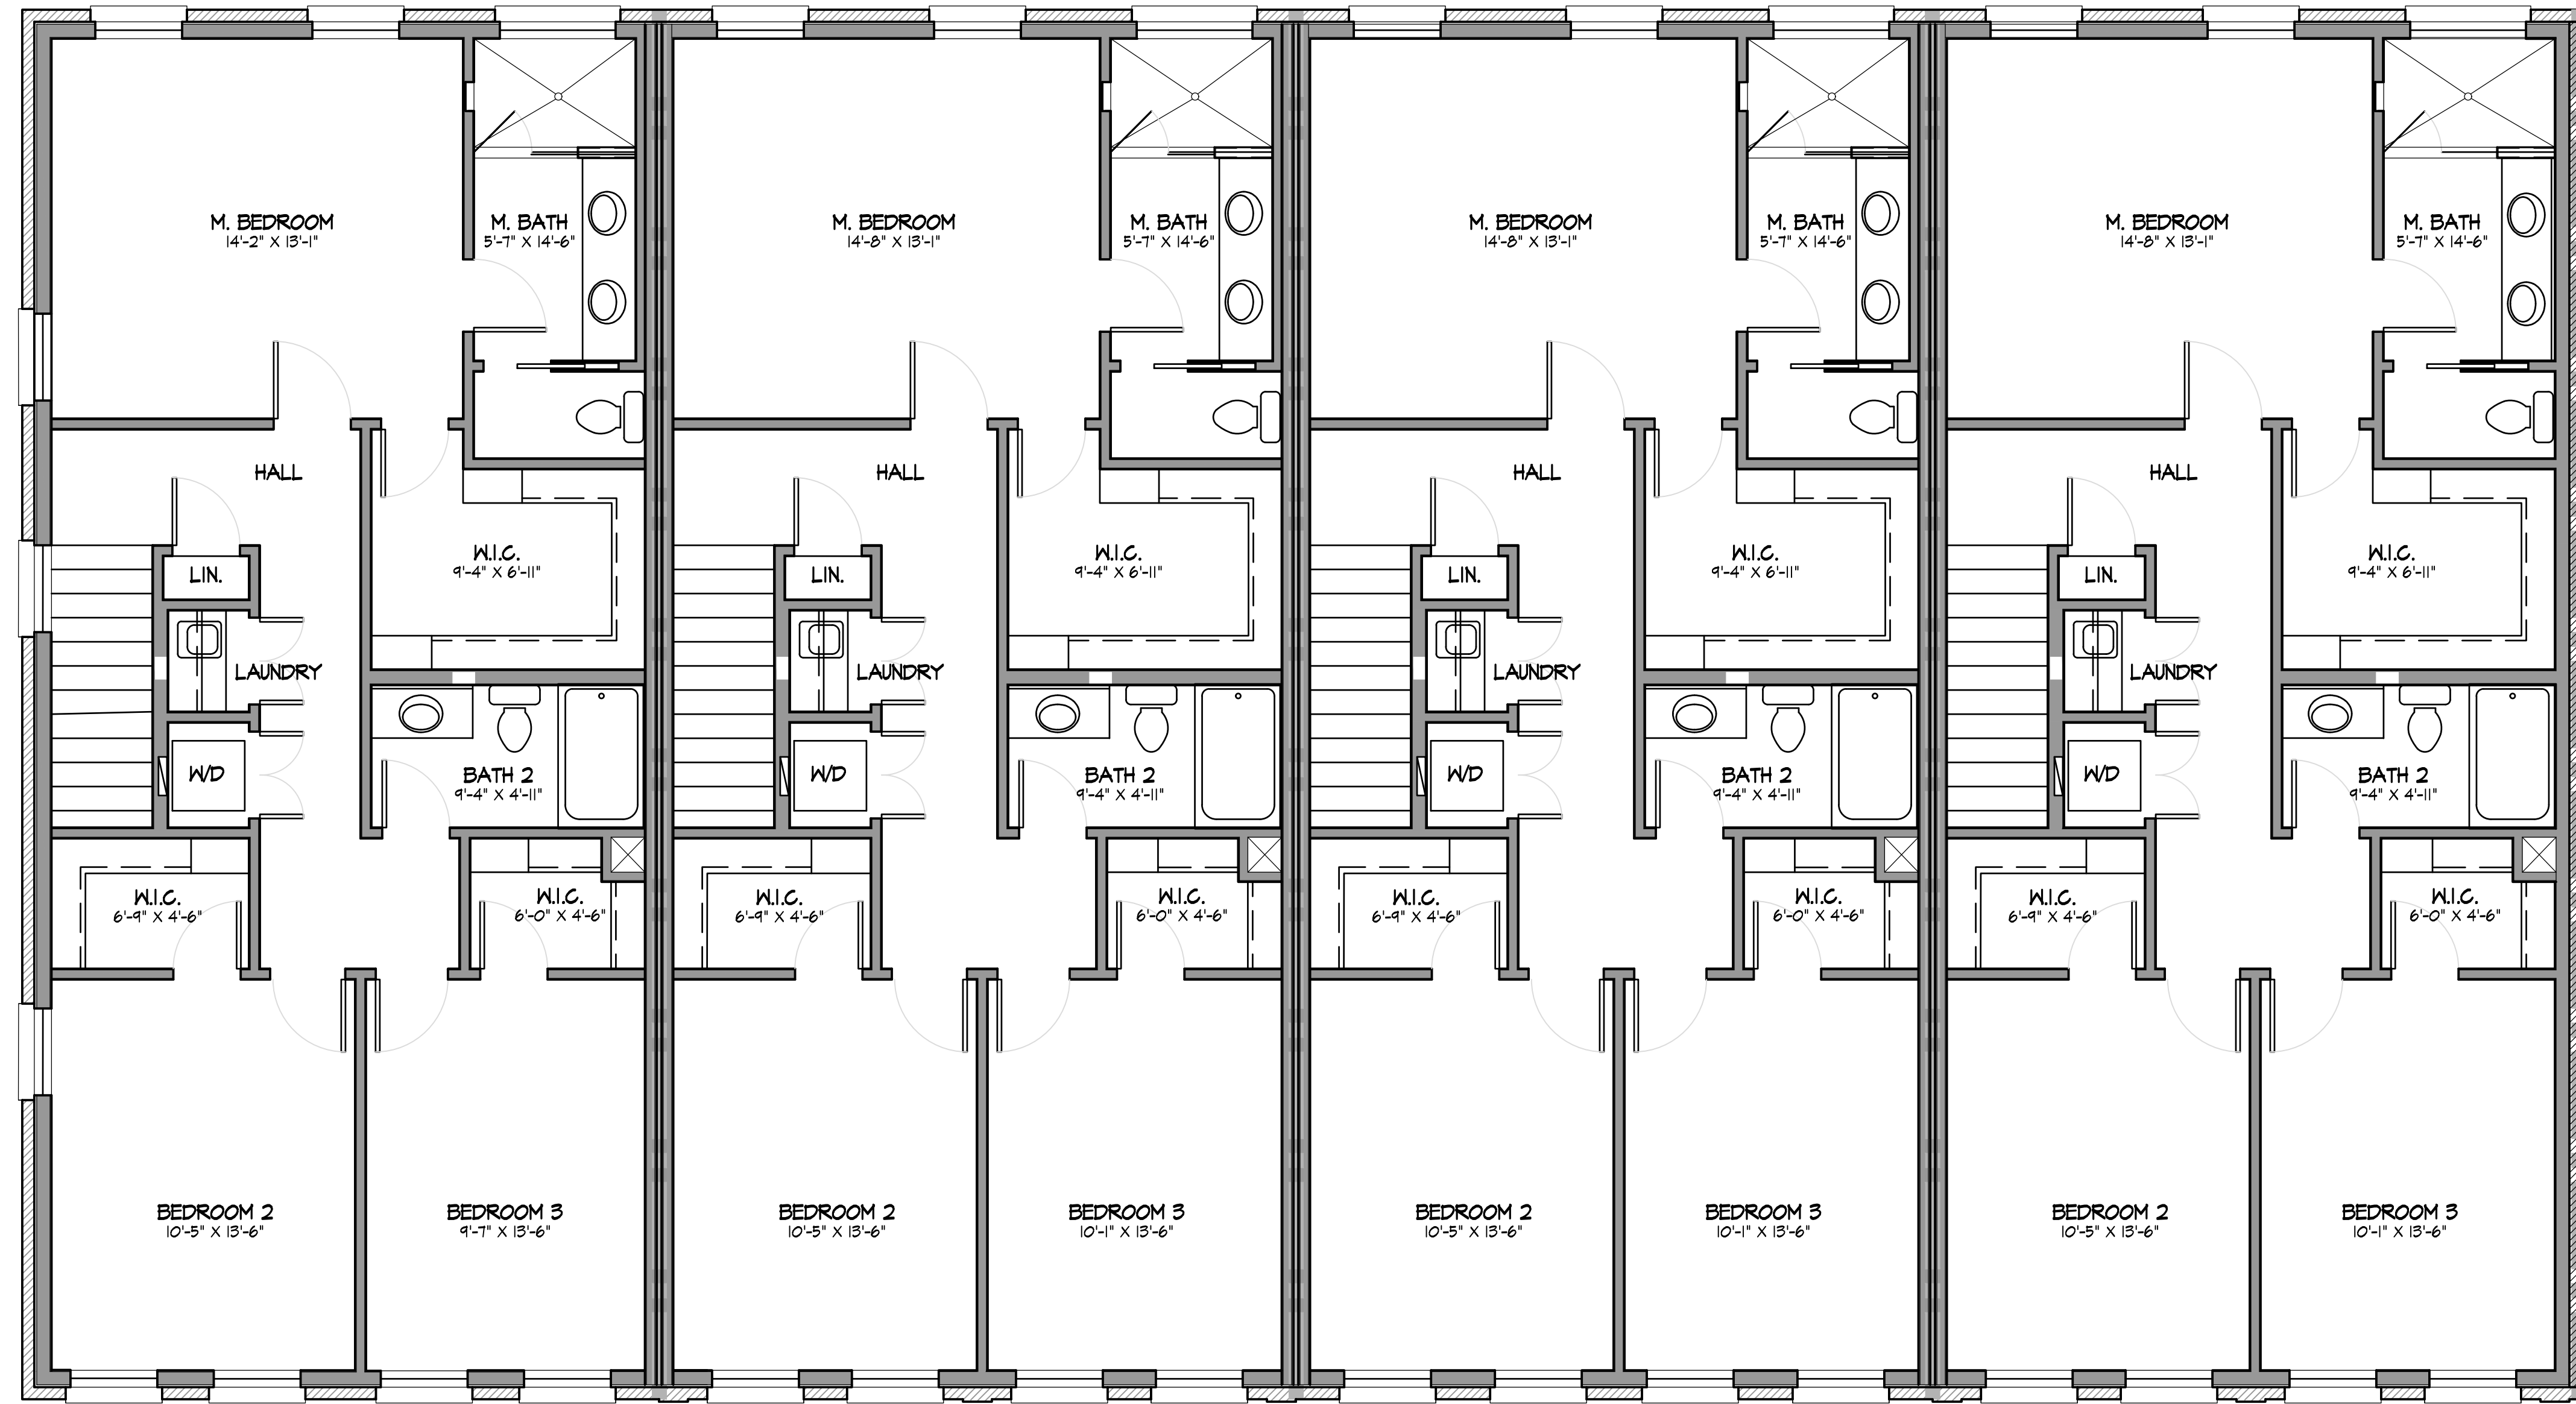 M. BEDROOM
14'-2" X 13'-1"
M. BATH
5'-7" X 14'-6"
HALL
W.I.C.
9'-4" X 6'-11"
LIN.
LAUNDRY
W/D
BATH 2
9'-4" X 4'-11"
W.I.C.
6'-9" X 4'-6"
W.I.C.
6'-0" X 4'-6"
BEDROOM 2
10'-5" X 13'-6"
BEDROOM 3
9'-7" X 13'-6"
M. BEDROOM
14'-8" X 13'-1"
M. BATH
5'-7" X 14'-6"
HALL
W.I.C.
9'-4" X 6'-11"
LIN.
LAUNDRY
W/D
BATH 2
9'-4" X 4'-11"
W.I.C.
6'-9" X 4'-6"
W.I.C.
6'-0" X 4'-6"
BEDROOM 2
10'-5" X 13'-6"
BEDROOM 3
10'-1" X 13'-6"
M. BEDROOM
14'-8" X 13'-1"
M. BATH
5'-7" X 14'-6"
HALL
W.I.C.
9'-4" X 6'-11"
LIN.
LAUNDRY
W/D
BATH 2
9'-4" X 4'-11"
W.I.C.
6'-9" X 4'-6"
W.I.C.
6'-0" X 4'-6"
BEDROOM 2
10'-5" X 13'-6"
BEDROOM 3
10'-1" X 13'-6"
M. BEDROOM
14'-8" X 13'-1"
M. BATH
5'-7" X 14'-6"
HALL
W.I.C.
9'-4" X 6'-11"
LIN.
LAUNDRY
W/D
BATH 2
9'-4" X 4'-11"
W.I.C.
6'-9" X 4'-6"
W.I.C.
6'-0" X 4'-6"
BEDROOM 2
10'-5" X 13'-6"
BEDROOM 3
10'-1" X 13'-6"